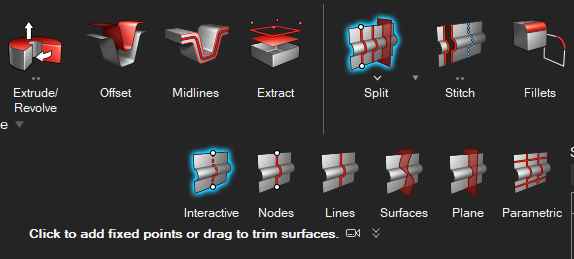 Extrude/ Offset Midlines Extract Split Stitch Fillets
Revolve
e
Interactive Nodes Lines Surfaces Plane Parametric
Click to add fixed points or drag to trim surfaces.